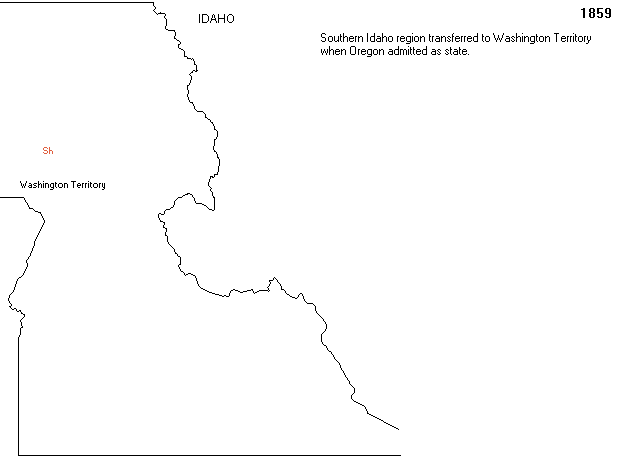 1859
IDAHO
Southern Idaho region transferred to Washington Territory
when Oregon admitted as state.
Sh
Washington Territory